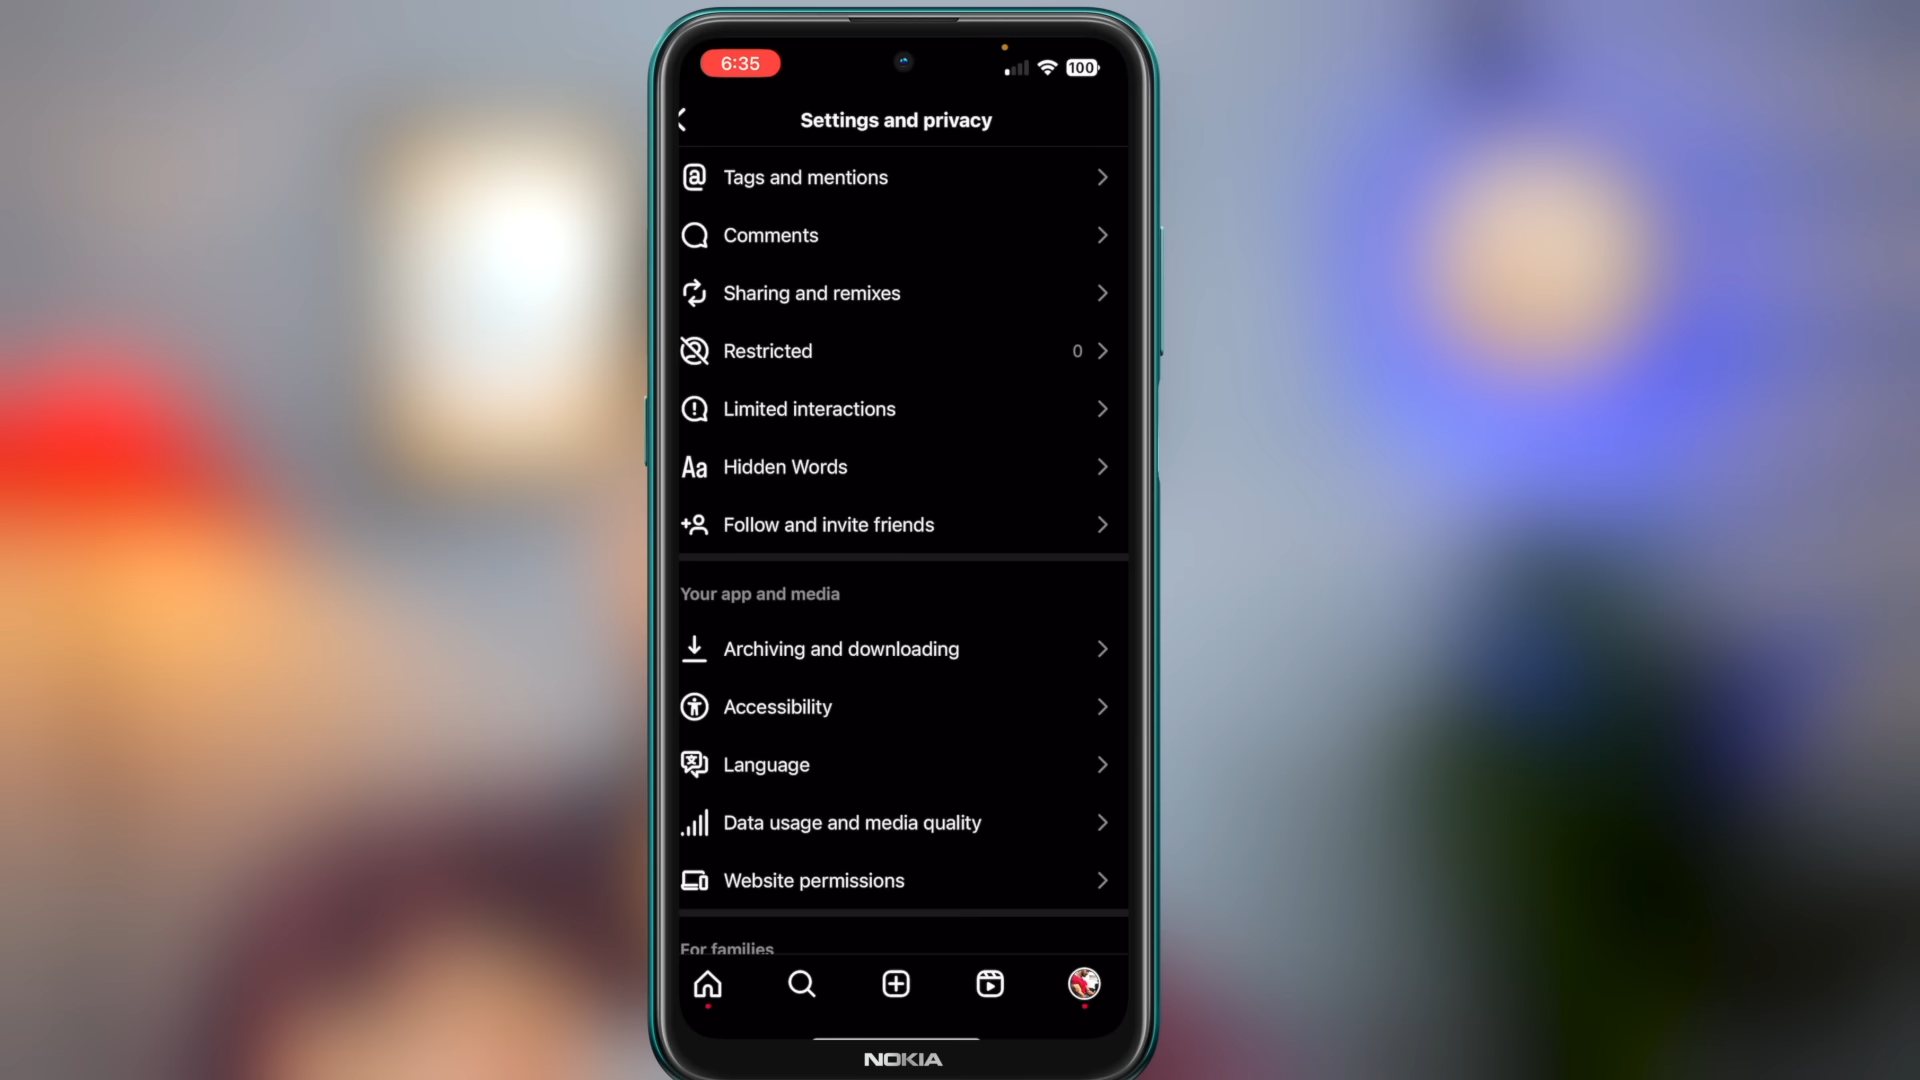 6:35
100
Settings and privacy
Tags and mentions
Comments
Sharing and remixes
Restricted 0
Limited interactions
Aa Hidden Words
Follow and invite friends
Your app and media
Archiving and downloading
Accessibility
Language
Data usage and media quality
Website permissions
For families
NOKIA